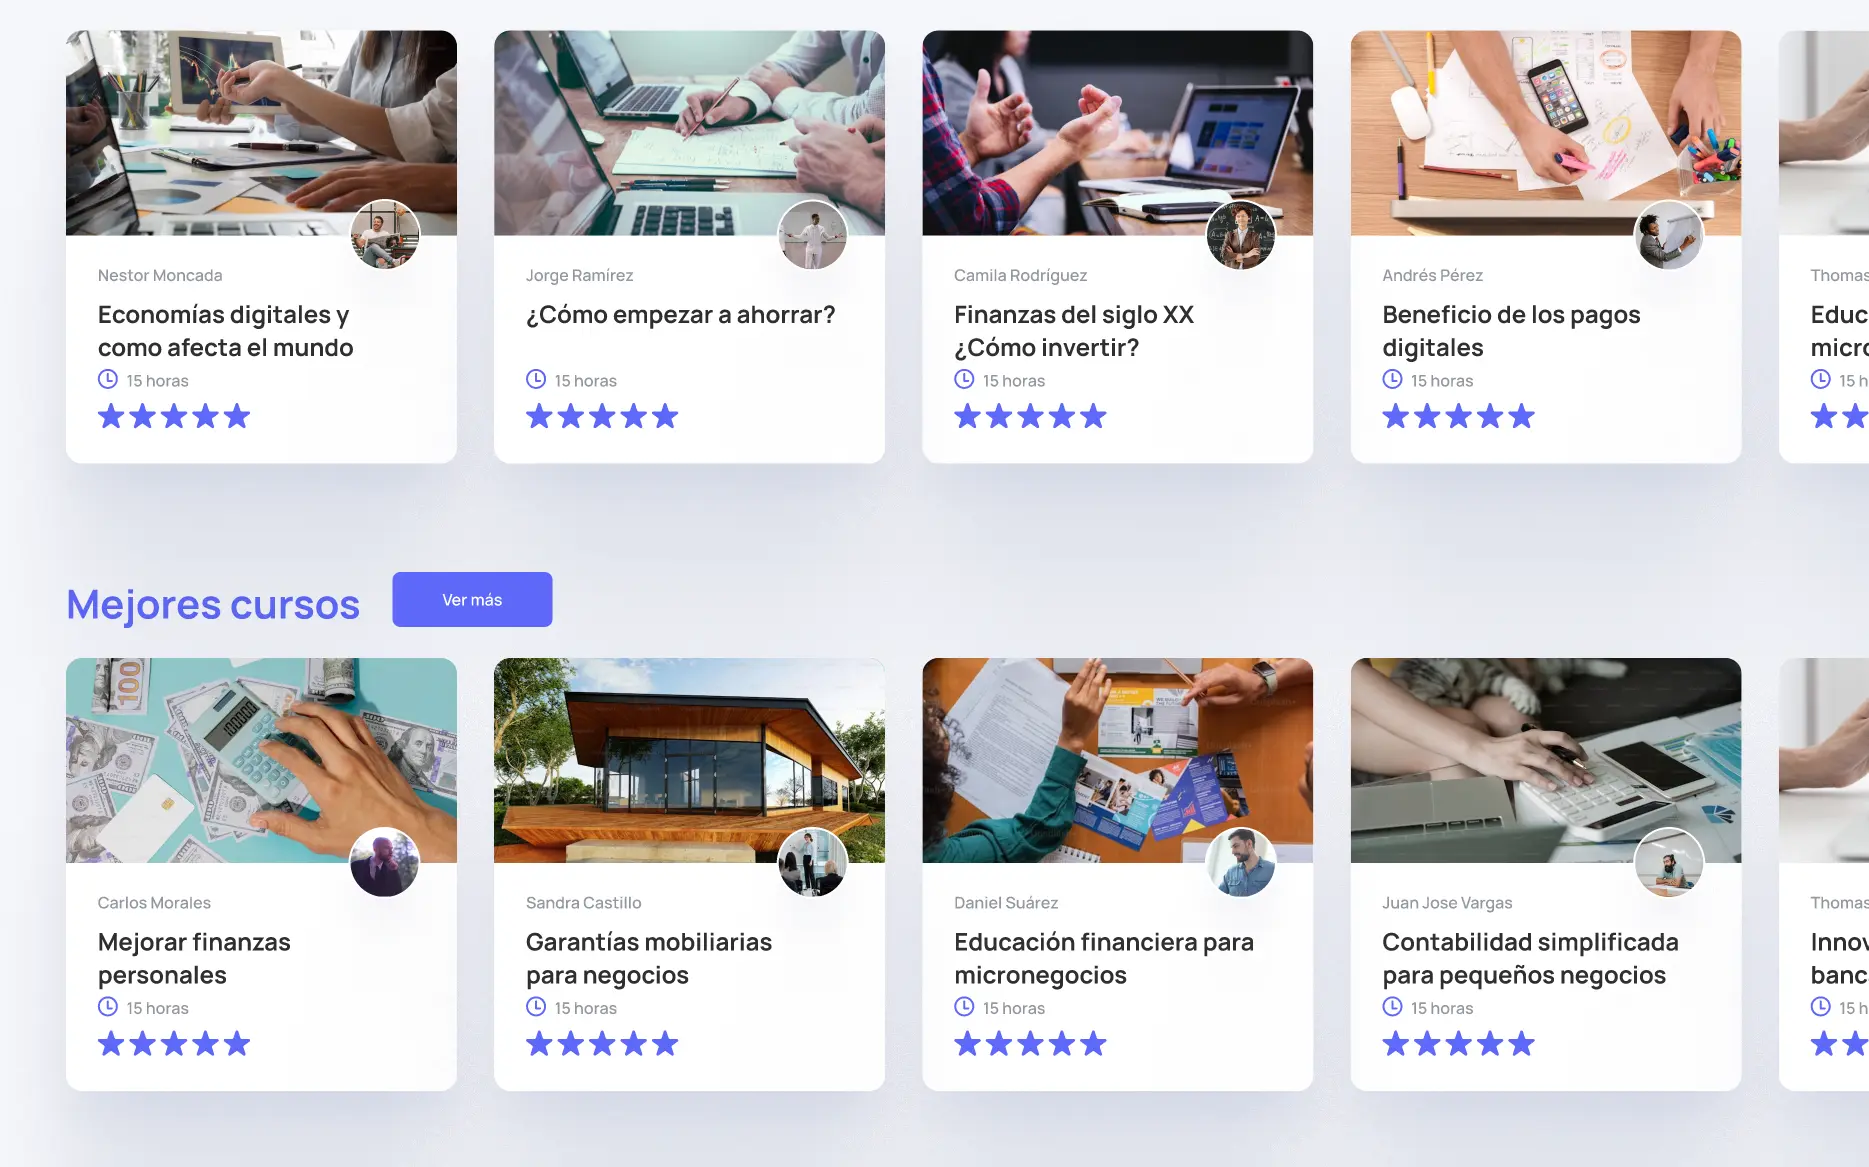 Nestor Moncada
Economías digitales y
como afecta el mundo
15 horas
Jorge Ramírez
¿Cómo empezar a ahorrar?
15 horas
Camila Rodríguez
Finanzas del siglo XX
¿Cómo invertir?
15 horas
Andrés Pérez
Beneficio de los pagos
digitales
15 horas
Thomas
Educ
micro
15 h
Mejores cursos
Ver más
100
Carlos Morales
Mejorar finanzas
personales
15 horas
Sandra Castillo
Garantías mobiliarias
para negocios
15 horas
Daniel Suárez
Educación financiera para
micronegocios
15 horas
Juan Jose Vargas
Contabilidad simplificada
para pequeños negocios
15 horas
Thomas
Innov
banc
15 h